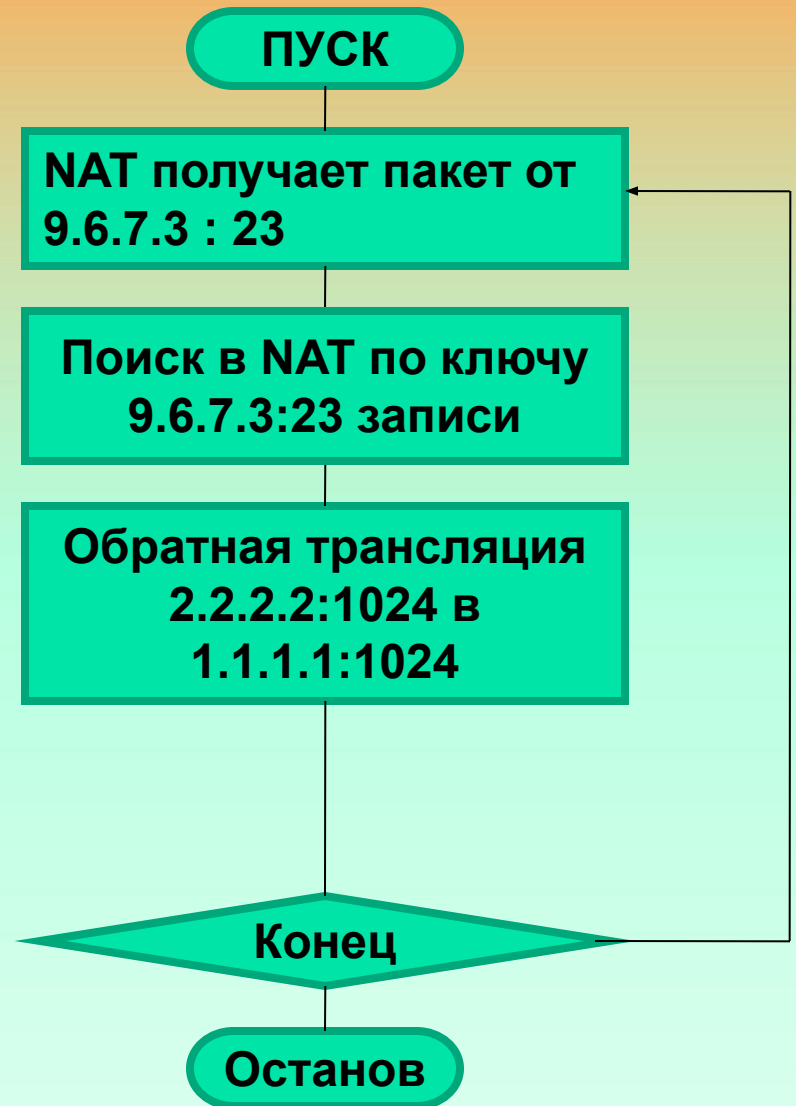 ПУСК
NAT получает пакет от
9.6.7.3 : 23
Поиск в NAT по ключу
9.6.7.3:23 записи
Обратная трансляция
2.2.2.2:1024 в
1.1.1.1:1024
Конец
Останов